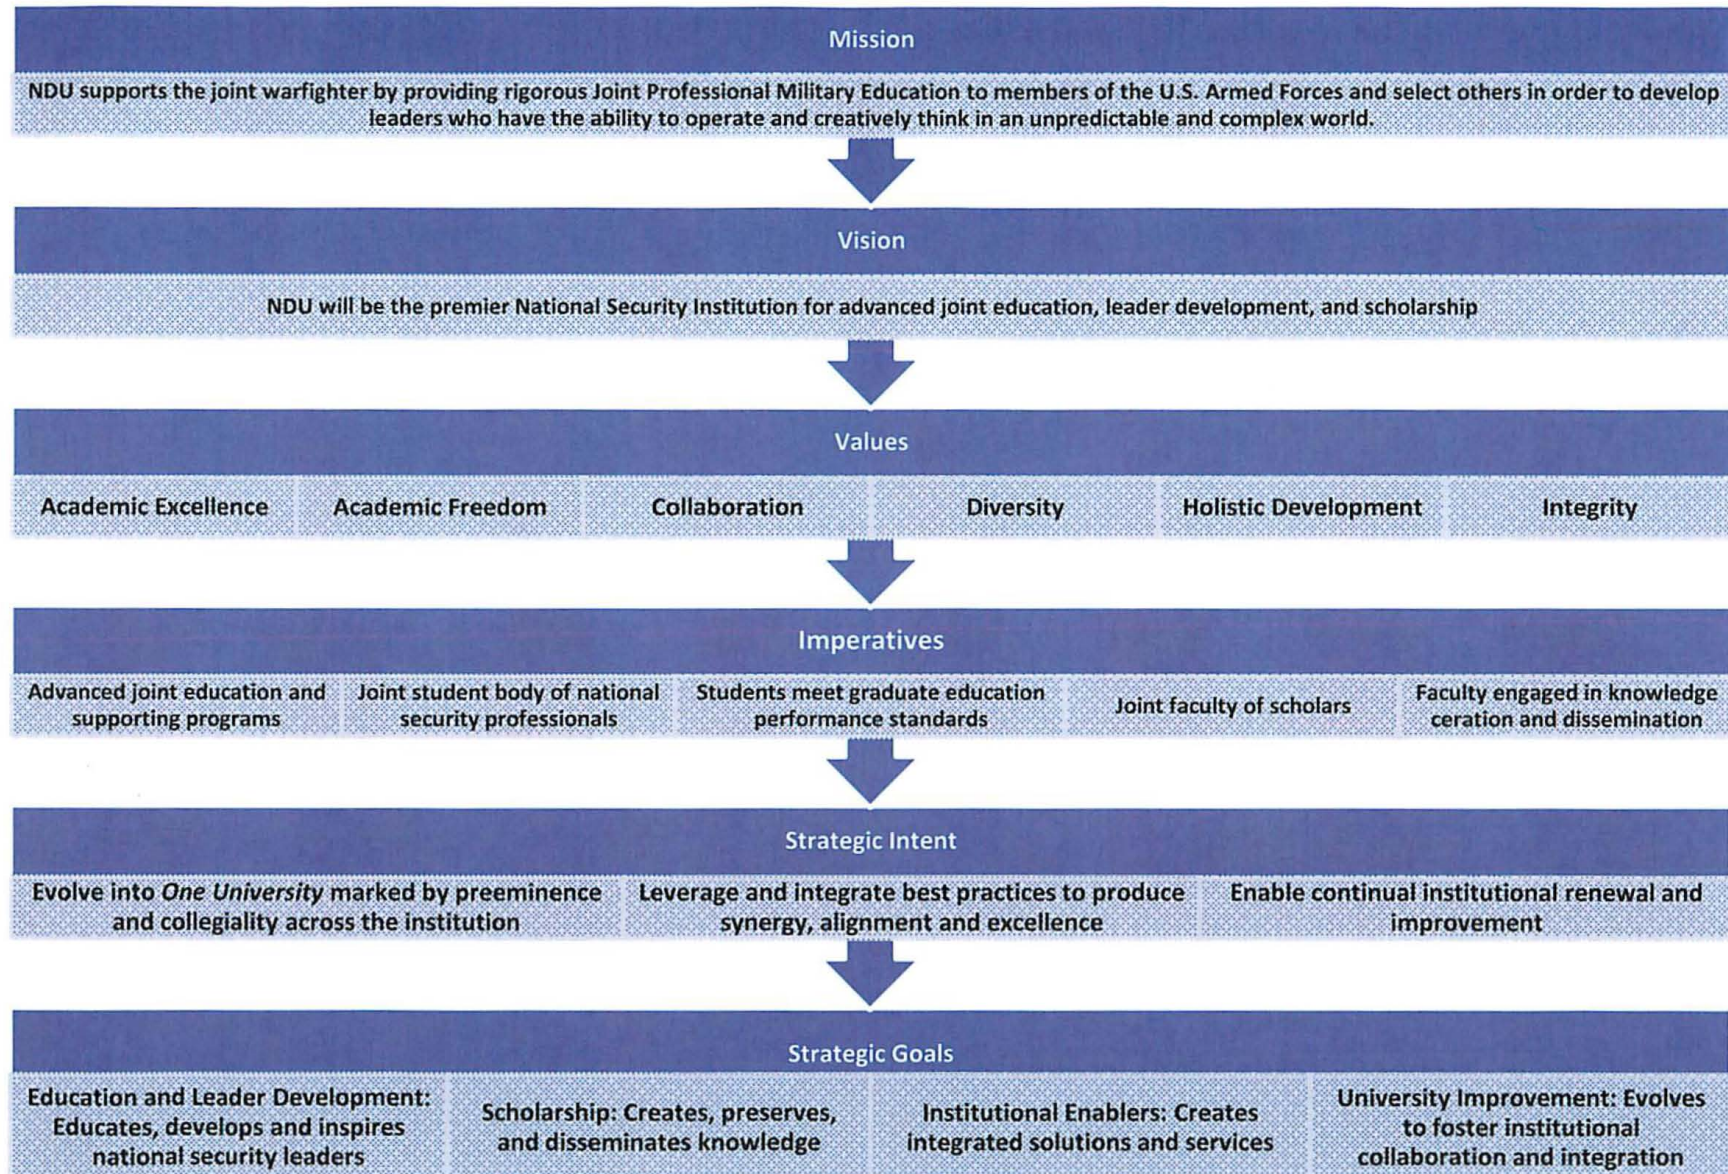 Mission
NDU supports the joint warfighter by providing rigorous Joint Professional Military Education to members of the U.S. Armed Forces and select others in order to develop
leaders who have the ability to operate and creatively think in an unpredictable and complex world.
Vision
NDU will be the premier National Security Institution for advanced joint education, leader development, and scholarship
Values
Academic Excellence
Academic Freedom
Collaboration
Diversity
Holistic Development
Integrity
Imperatives
Advanced joint education and
supporting programs
Joint student body of national
security professionals
Students meet graduate education
performance standards
Joint faculty of scholars
Faculty engaged in knowledge
ceration and dissemination
Strategic Intent
Evolve into One University marked by preeminence
and collegiality across the institution
Leverage and integrate best practices to produce
synergy, alignment and excellence
Enable continual institutional renewal and
improvement
Strategic Goals
Education and Leader Development:
Educates, develops and inspires
national security leaders
Scholarship: Creates, preserves,
and disseminates knowledge
Institutional Enablers: Creates
integrated solutions and services
University Improvement: Evolves
to foster institutional
collaboration and integration